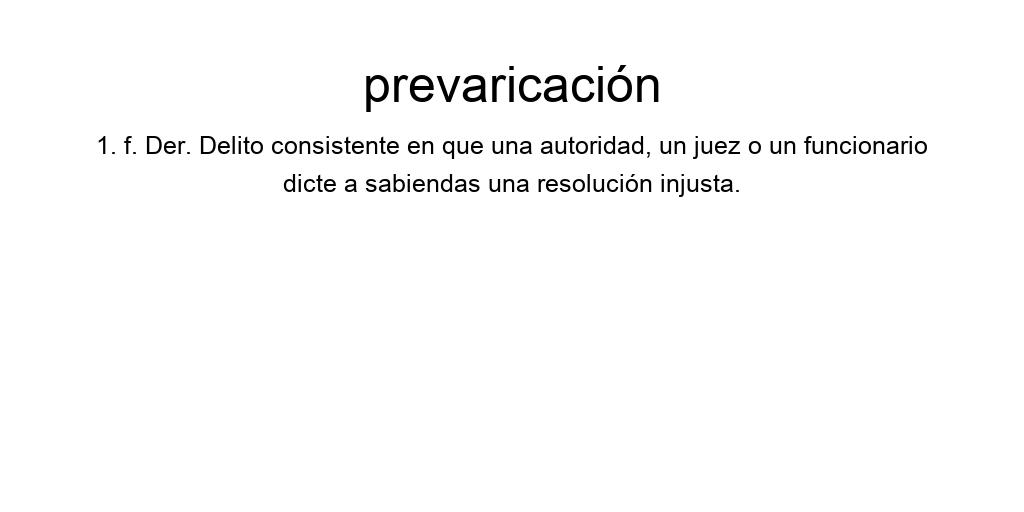 prevaricación
1. f. Der. Delito consistente en que una autoridad, un juez o un funcionario
dicte a sabiendas una resolución injusta.